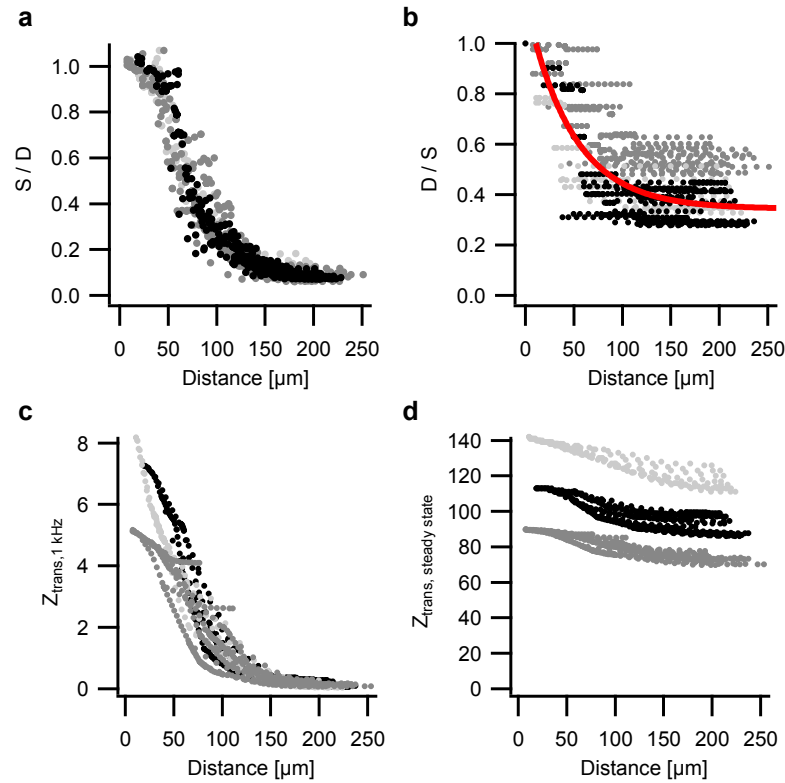 a
S / D
1.0
0.8
0.6
0.4
0.2
0.0
0 50 100 150 200 250
Distance [µm]
b
D / S
1.0
0.8
0.6
0.4
0.2
0.0
0 50 100 150 200 250
Distance [µm]
c
Ztrans,1 kHz
8
6
4
2
0
0 50 100 150 200 250
Distance [µm]
d
Ztrans, steady state
140
120
100
80
60
40
20
0
0 50 100 150 200 250
Distance [µm]